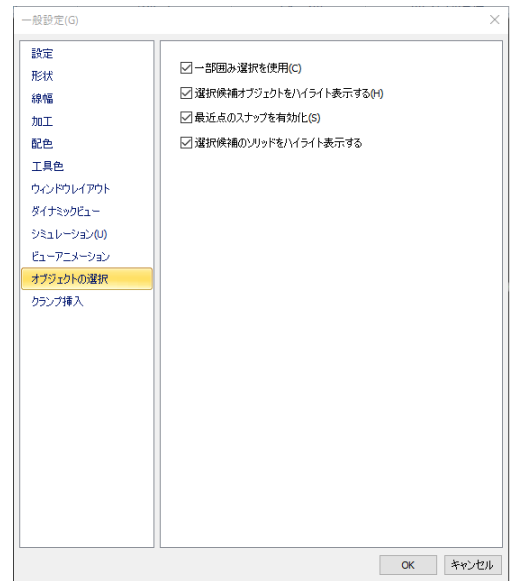 一般設定(G)
設定
形状
線幅
加工
配色
工具色
ウィンドウレイアウト
ダイナミックビュー
シミュレーション(U)
ビューアニメーション
オブジェクトの選択
クランプ挿入
一部囲み選択を使用(C)
選択候補オブジェクトをハイライト表示する(H)
最近点のスナップを有効化(S)
選択候補のソリッドをハイライト表示する
OK
キャンセル